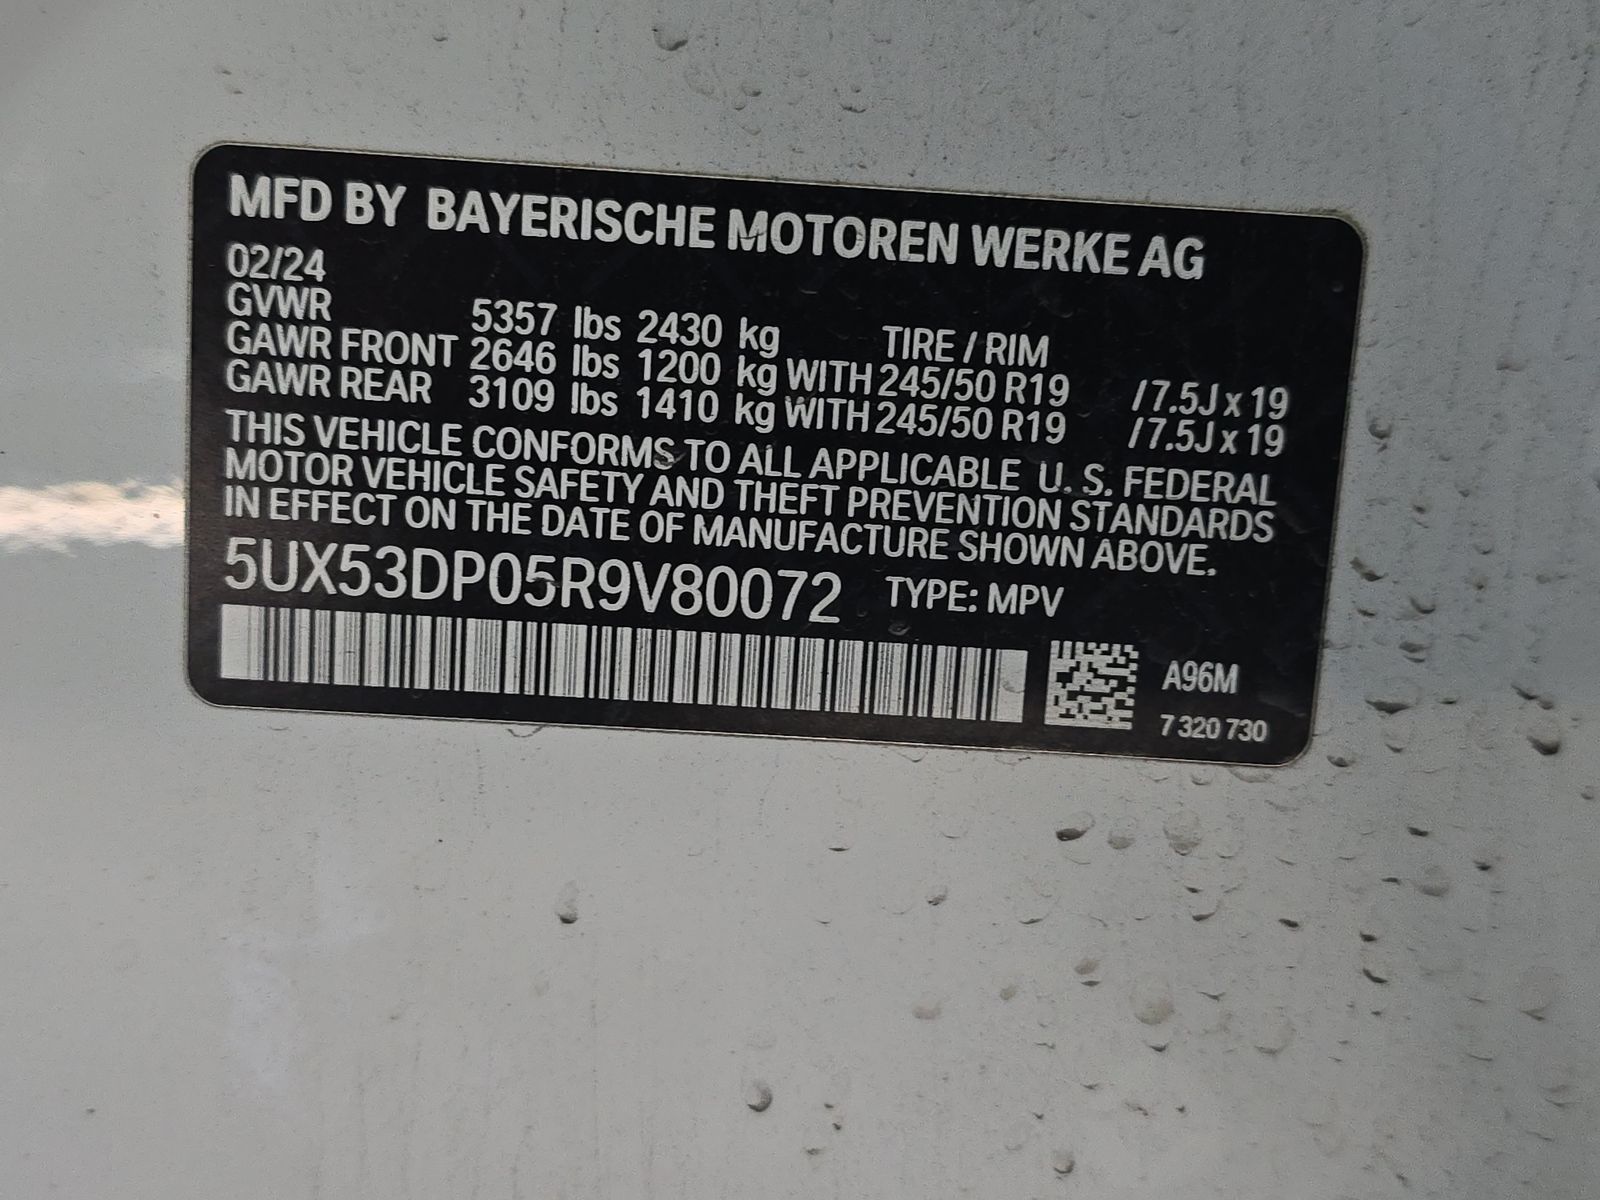 MFD BY BAYERISCHE MOTOREN WERKE AG
02/24
GVWR 5357 lbs 2430 kg TIRE / RIM
GAWR FRONT 2646 lbs 1200 kg WITH 245/50 R19 / 7.5J x 19
GAWR REAR 3109 lbs 1410 kg WITH 245/50 R19 / 7.5J x 19
THIS VEHICLE CONFORMS TO ALL APPLICABLE U. S. FEDERAL
MOTOR VEHICLE SAFETY AND THEFT PREVENTION STANDARDS
IN EFFECT ON THE DATE OF MANUFACTURE SHOWN ABOVE.
5UX53DP05R9V80072 TYPE: MPV
A96M
7 320 730